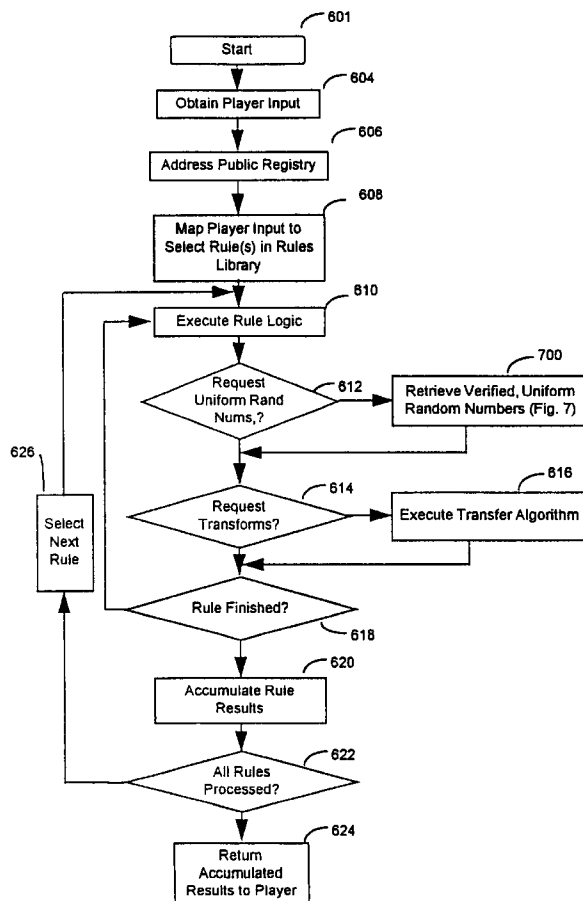 601
Start
604
Obtain Player Input
606
Address Public Registry
608
Map Player Input to
Select Rule(s) in Rules
Library
610
Execute Rule Logic
Request
Uniform Rand
Nums,?
612
700
Retrieve Verified, Uniform
Random Numbers (Fig. 7)
626
Select
Next
Rule
Request
Transforms?
614
616
Execute Transfer Algorithm
Rule Finished?
618
620
Accumulate Rule
Results
All Rules
Processed?
622
624
Return
Accumulated
Results to Player